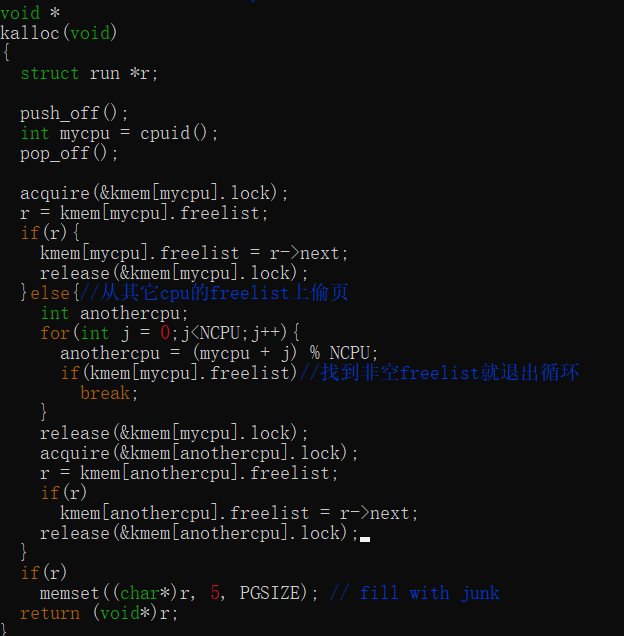 void *
kalloc(void)
{
  struct run *r;

  push_off();
  int mycpu = cpuid();
  pop_off();

  acquire(&kmem[mycpu].lock);
  r = kmem[mycpu].freelist;
  if(r){
    kmem[mycpu].freelist = r->next;
    release(&kmem[mycpu].lock);
  }else{//从其它cpu的freelist上偷页
    int anothercpu;
    for(int j = 0;j<NCPU;j++){
      anothercpu = (mycpu + j) % NCPU;
      if(kmem[mycpu].freelist)//找到非空freelist就退出循环
        break;
    }
    release(&kmem[mycpu].lock);
    acquire(&kmem[anothercpu].lock);
    r = kmem[anothercpu].freelist;
    if(r)
      kmem[anothercpu].freelist = r->next;
    release(&kmem[anothercpu].lock);
  }
  if(r)
    memset((char*)r, 5, PGSIZE); // fill with junk
  return (void*)r;
}